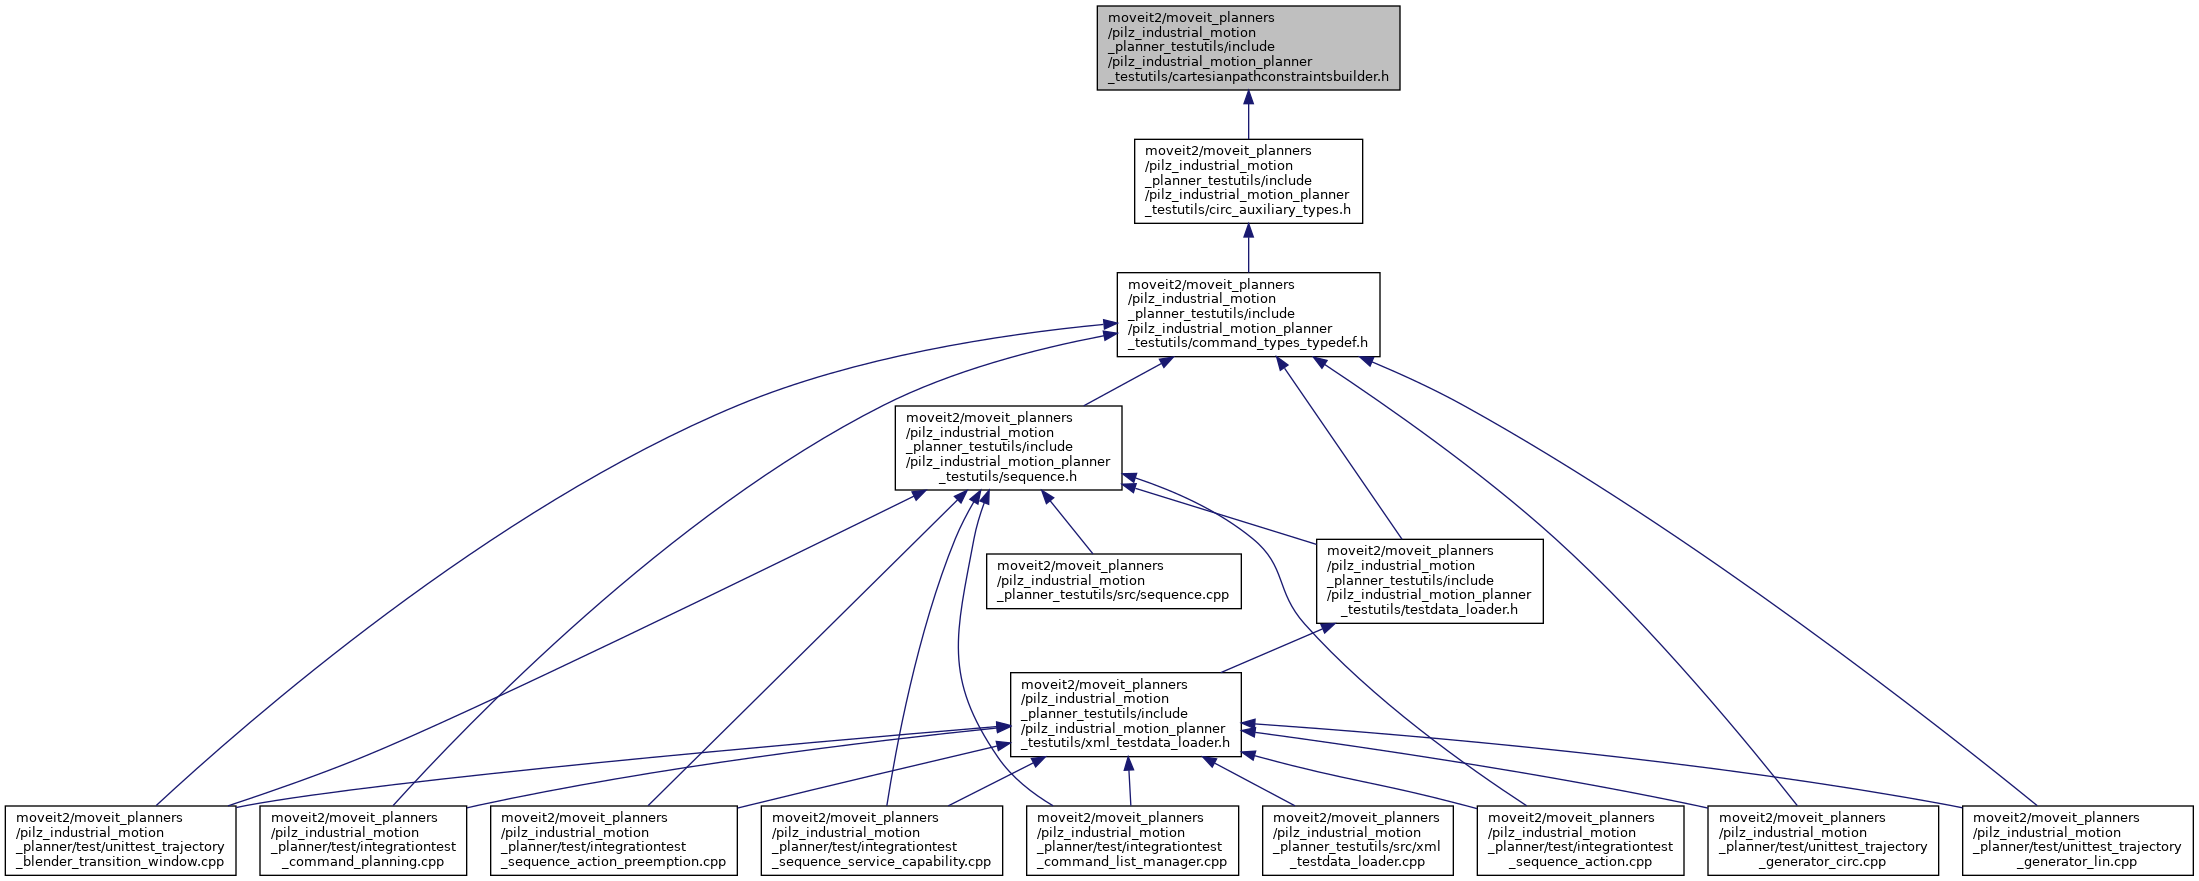 moveit2/moveit_planners
/pilz_industrial_motion
_planner_testutils/include
/pilz_industrial_motion_planner
_testutils/cartesianpathconstraintsbuilder.h
moveit2/moveit_planners
/pilz_industrial_motion
_planner_testutils/include
/pilz_industrial_motion_planner
_testutils/circ_auxiliary_types.h
moveit2/moveit_planners
/pilz_industrial_motion
_planner_testutils/include
/pilz_industrial_motion_planner
_testutils/command_types_typedef.h
moveit2/moveit_planners
/pilz_industrial_motion
_planner_testutils/include
/pilz_industrial_motion_planner
_testutils/sequence.h
moveit2/moveit_planners
/pilz_industrial_motion
_planner_testutils/src/sequence.cpp
moveit2/moveit_planners
/pilz_industrial_motion
_planner_testutils/include
/pilz_industrial_motion_planner
_testutils/testdata_loader.h
moveit2/moveit_planners
/pilz_industrial_motion
_planner_testutils/include
/pilz_industrial_motion_planner
_testutils/xml_testdata_loader.h
moveit2/moveit_planners
/pilz_industrial_motion
_planner/test/unittest_trajectory
_blender_transition_window.cpp
moveit2/moveit_planners
/pilz_industrial_motion
_planner/test/integrationtest
_command_planning.cpp
moveit2/moveit_planners
/pilz_industrial_motion
_planner/test/integrationtest
_sequence_action_preemption.cpp
moveit2/moveit_planners
/pilz_industrial_motion
_planner/test/integrationtest
_sequence_service_capability.cpp
moveit2/moveit_planners
/pilz_industrial_motion
_planner/test/integrationtest
_command_list_manager.cpp
moveit2/moveit_planners
/pilz_industrial_motion
_planner_testutils/src/xml
_testdata_loader.cpp
moveit2/moveit_planners
/pilz_industrial_motion
_planner/test/integrationtest
_sequence_action.cpp
moveit2/moveit_planners
/pilz_industrial_motion
_planner/test/unittest_trajectory
_generator_circ.cpp
moveit2/moveit_planners
/pilz_industrial_motion
_planner/test/unittest_trajectory
_generator_lin.cpp